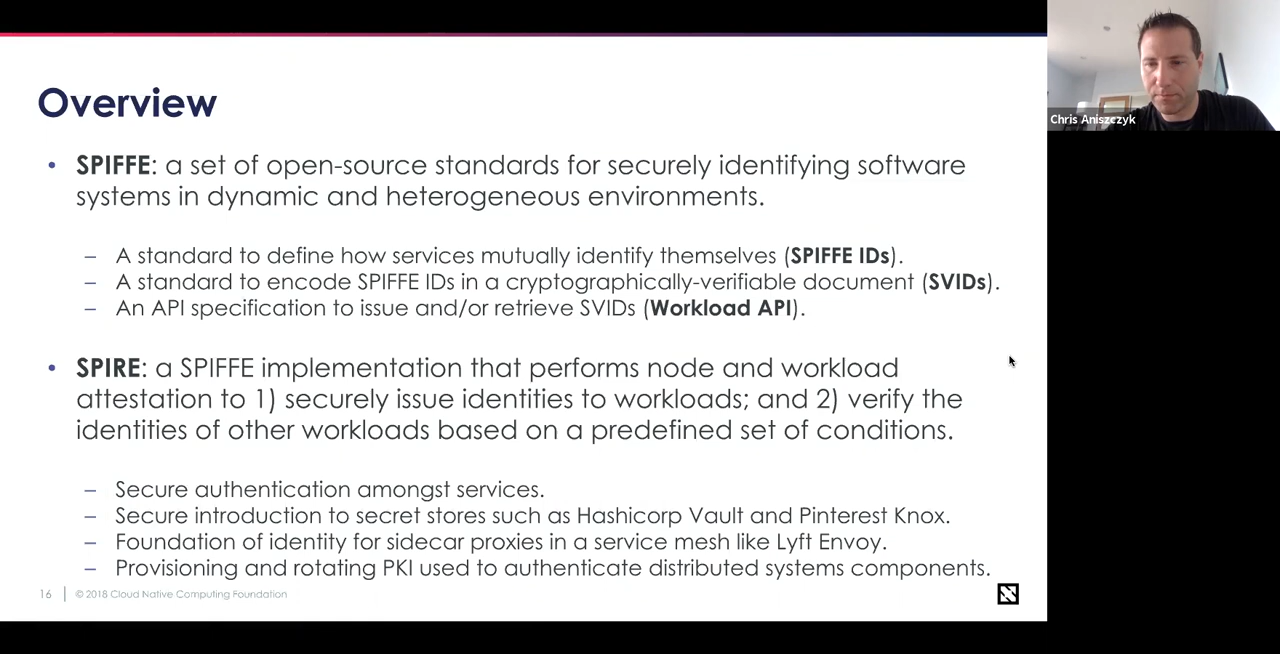 Overview
• SPIFFE: a set of open-source standards for securely identifying software
systems in dynamic and heterogeneous environments.
– A standard to define how services mutually identify themselves (SPIFFE IDs).
– A standard to encode SPIFFE IDs in a cryptographically-verifiable document (SVIDs).
– An API specification to issue and/or retrieve SVIDs (Workload API).
• SPIRE: a SPIFFE implementation that performs node and workload
attestation to 1) securely issue identities to workloads; and 2) verify the
identities of other workloads based on a predefined set of conditions.
– Secure authentication amongst services.
– Secure introduction to secret stores such as Hashicorp Vault and Pinterest Knox.
– Foundation of identity for sidecar proxies in a service mesh like Lyft Envoy.
– Provisioning and rotating PKI used to authenticate distributed systems components.
16 | © 2018 Cloud Native Computing Foundation
Chris Aniszczyk